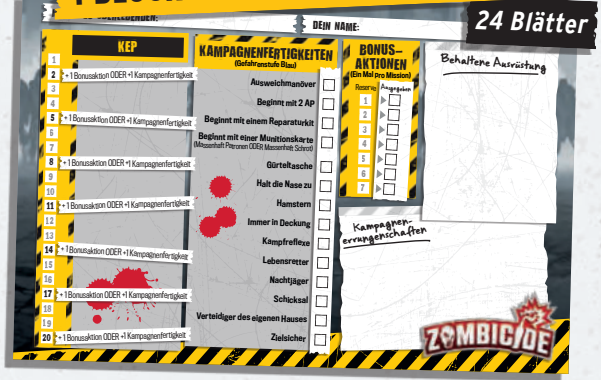 24 Blätter
DEIN NAME:
KEP
1
2 +1 Bonusaktion ODER +1 Kampagnenfertigkeit
3
4
5 +1 Bonusaktion ODER +1 Kampagnenfertigkeit
6
7
8 +1 Bonusaktion ODER +1 Kampagnenfertigkeit
9
10
11 +1 Bonusaktion ODER +1 Kampagnenfertigkeit
12
13
14 +1 Bonusaktion ODER +1 Kampagnenfertigkeit
15
16
17 +1 Bonusaktion ODER +1 Kampagnenfertigkeit
18
19
20 +1 Bonusaktion ODER +1 Kampagnenfertigkeit
KAMPAGNENFERTIGKEITEN
(Gefahrenstufe Blau)
Ausweichmanöver
Beginnt mit 2 AP
Beginnt mit einem Reparaturkit
Beginnt mit einer Munitionskarte
(Massenhaft Patronen ODER Massenhaft Schrot)
Gürteltasche
Halt die Nase zu
Hamstern
Immer in Deckung
Kampfreflexe
Lebensretter
Nachtjäger
Schicksal
Verteidiger des eigenen Hauses
Zielsicher
BONUS-
AKTIONEN
(Ein Mal pro Mission)
Reserve Ausgegeben
1
2
3
4
5
6
7
Behaltene Ausrüstung
Kampagnen-
errungenschaften
ZOMBICIDE